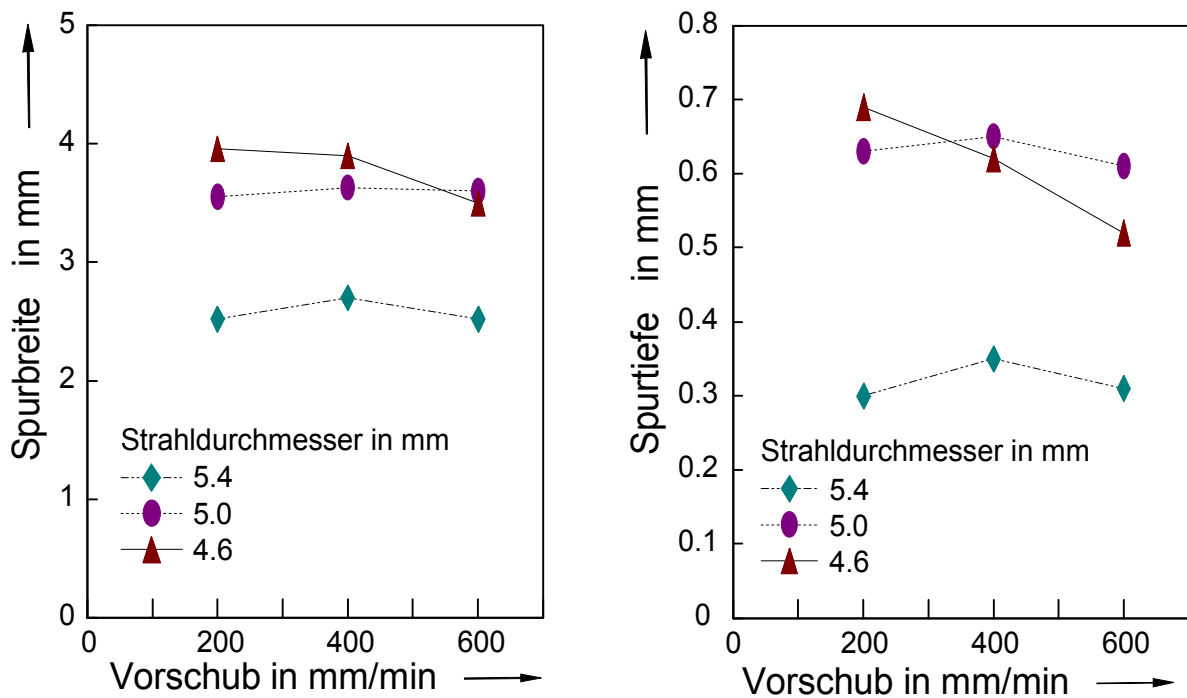 Spurbreite in mm
5
4
3
2
1
0
Strahldurchmesser in mm
5.4
5.0
4.6
0 200 400 600
Vorschub in mm/min
Spurtiefe in mm
0.8
0.7
0.6
0.5
0.4
0.3
0.2
0.1
0
Strahldurchmesser in mm
5.4
5.0
4.6
0 200 400 600
Vorschub in mm/min